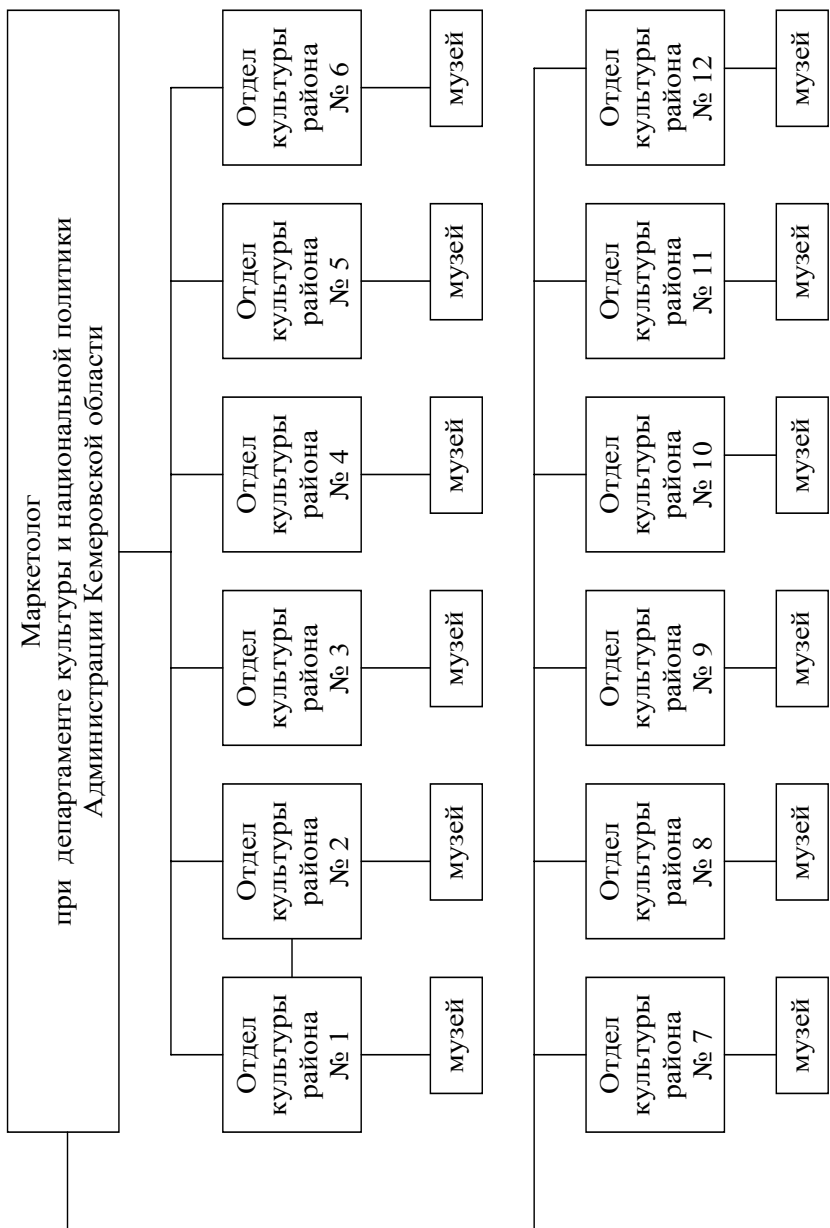 Маркетолог
при департаменте культуры и национальной политики
Администрации Кемеровской области
Отдел
культуры
района
№ 1
Отдел
культуры
района
№ 2
Отдел
культуры
района
№ 3
Отдел
культуры
района
№ 4
Отдел
культуры
района
№ 5
Отдел
культуры
района
№ 6
музей
музей
музей
музей
музей
музей
Отдел
культуры
района
№ 7
Отдел
культуры
района
№ 8
Отдел
культуры
района
№ 9
Отдел
культуры
района
№ 10
Отдел
культуры
района
№ 11
Отдел
культуры
района
№ 12
музей
музей
музей
музей
музей
музей